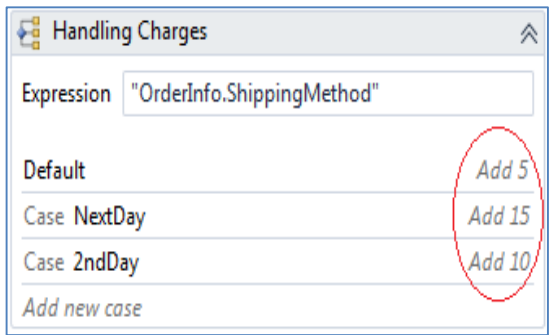 Handling Charges
Expression "OrderInfo.ShippingMethod"
Default Add 5
Case NextDay Add 15
Case 2ndDay Add 10
Add new case